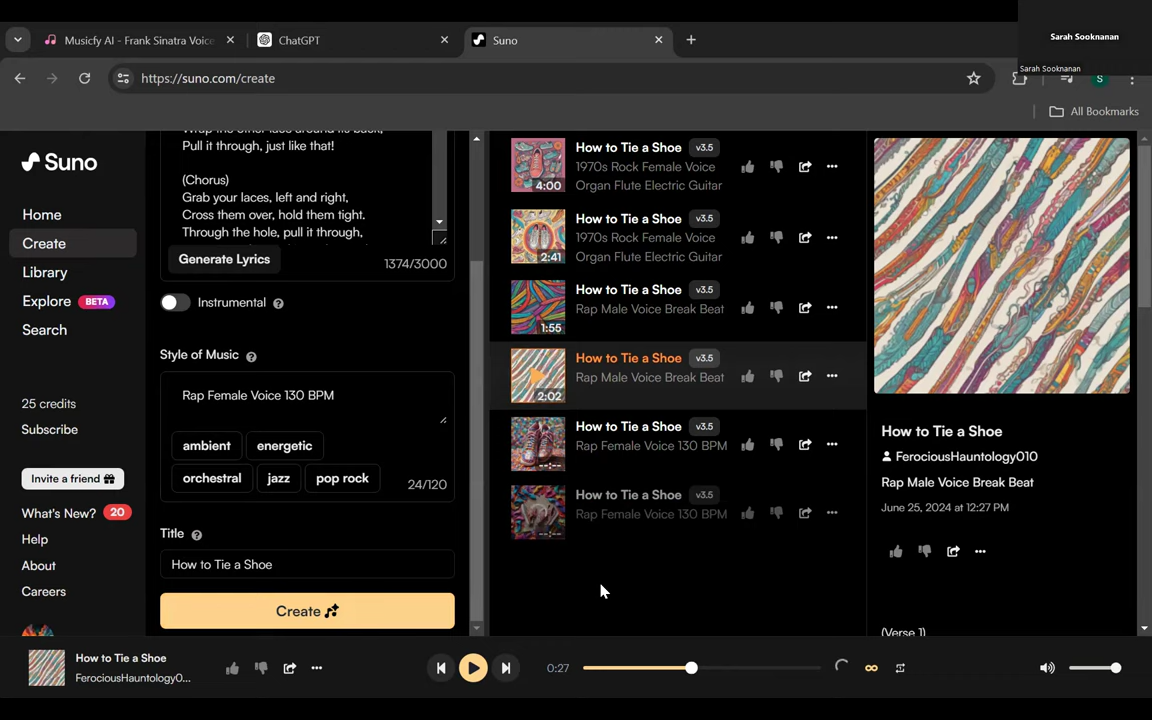 Sarah Sooknanan
Sarah Sooknanan
Musicfy AI - Frank Sinatra Voice
ChatGPT
Suno
https://suno.com/create
S
All Bookmarks
Suno
Home
Create
Library
Explore BETA
Search
25 credits
Subscribe
Invite a friend
What's New? 20
Help
About
Careers
Pull it through, just like that!
(Chorus)
Grab your laces, left and right,
Cross them over, hold them tight.
Through the hole, pull it through,
Generate Lyrics
1374/3000
Instrumental
Style of Music
Rap Female Voice 130 BPM
ambient
energetic
orchestral
jazz
pop rock
24/120
Title
How to Tie a Shoe
Create
How to Tie a Shoe v3.5
1970s Rock Female Voice
Organ Flute Electric Guitar
4:00
How to Tie a Shoe v3.5
1970s Rock Female Voice
Organ Flute Electric Guitar
2:41
How to Tie a Shoe v3.5
Rap Male Voice Break Beat
1:55
How to Tie a Shoe v3.5
Rap Male Voice Break Beat
2:02
How to Tie a Shoe v3.5
Rap Female Voice 130 BPM
--:--
How to Tie a Shoe v3.5
Rap Female Voice 130 BPM
--:--
How to Tie a Shoe
FerociousHauntology010
Rap Male Voice Break Beat
June 25, 2024 at 12:27 PM
(Verse 1)
How to Tie a Shoe
FerociousHauntology0...
0:27